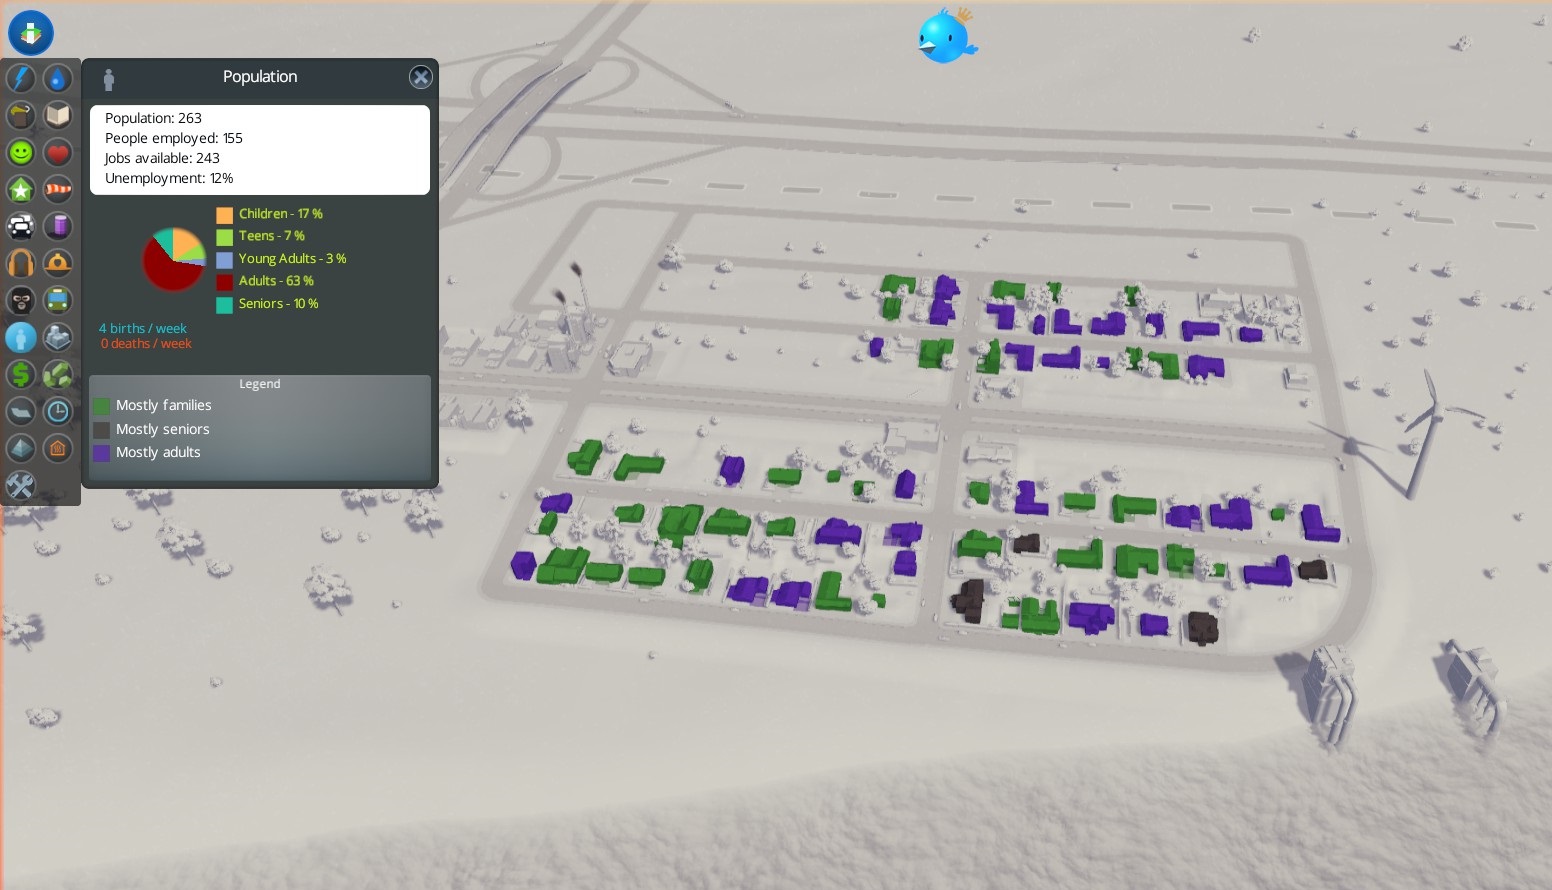 Population
Population: 263
People employed: 155
Jobs available: 243
Unemployment: 12%
Children - 17 %
Teens - 7 %
Young Adults - 3 %
Adults - 63 %
Seniors - 10 %
4 births / week
0 deaths / week
Legend
Mostly families
Mostly seniors
Mostly adults